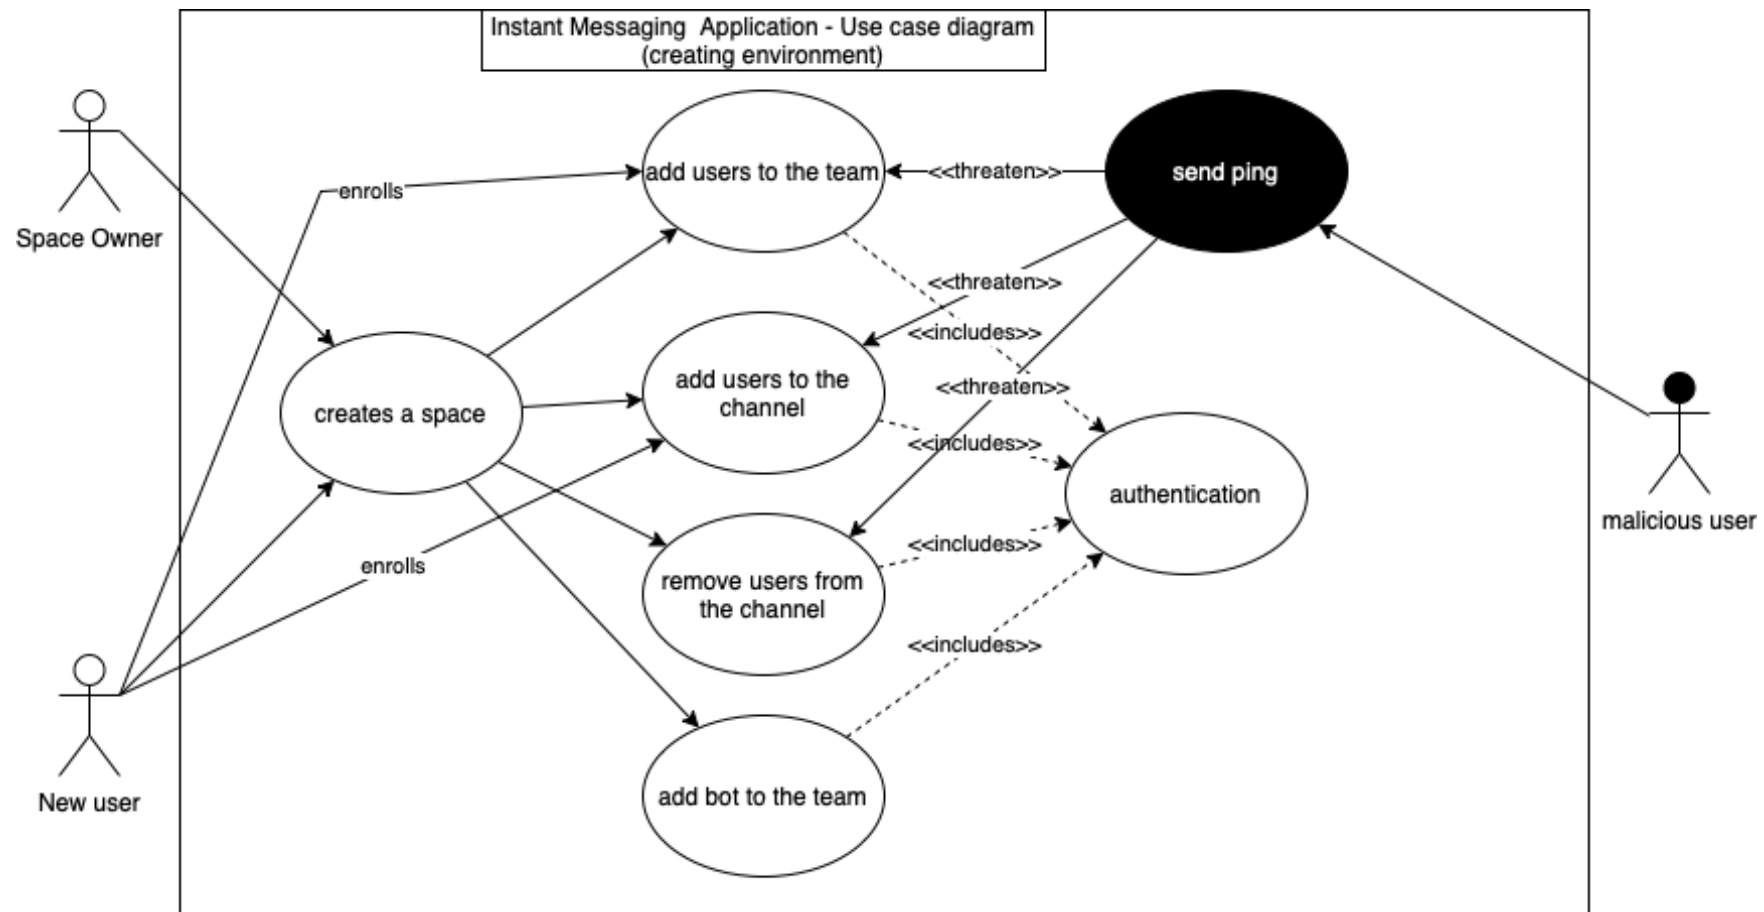 Instant Messaging  Application - Use case diagram
(creating environment)
Space Owner
enrolls
add users to the team
<<threaten>>
send ping
<<threaten>>
<<includes>>
add users to the
channel
<<threaten>>
creates a space
<<includes>>
authentication
malicious user
<<includes>>
enrolls
remove users from
the channel
<<includes>>
New user
add bot to the team